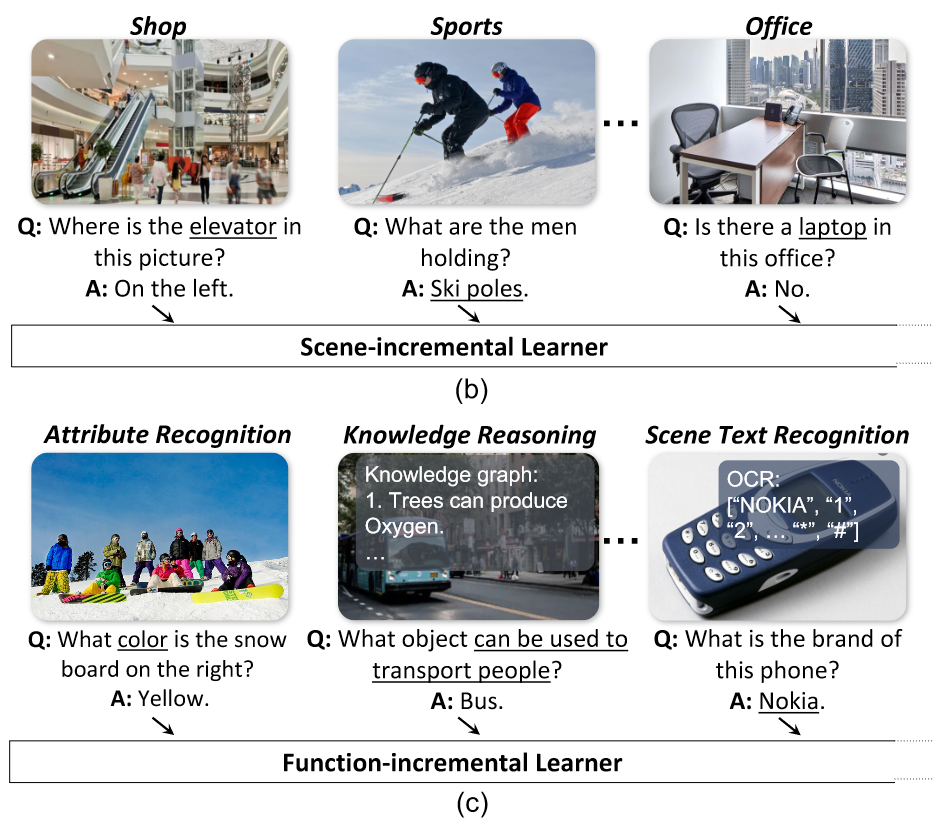 Shop
Sports
Office
...
Q: Where is the elevator in
this picture?
A: On the left.
Q: What are the men
holding?
A: Ski poles.
Q: Is there a laptop in
this office?
A: No.
Scene-incremental Learner
(b)
Attribute Recognition
Knowledge Reasoning
Scene Text Recognition
Knowledge graph:
1. Trees can produce
Oxygen.
...
...
OCR:
["NOKIA", "1",
"2", ... "*", "#"]
NOKIA
Q: What color is the snow
board on the right?
A: Yellow.
Q: What object can be used to
transport people?
A: Bus.
Q: What is the brand of
this phone?
A: Nokia.
Function-incremental Learner
(c)